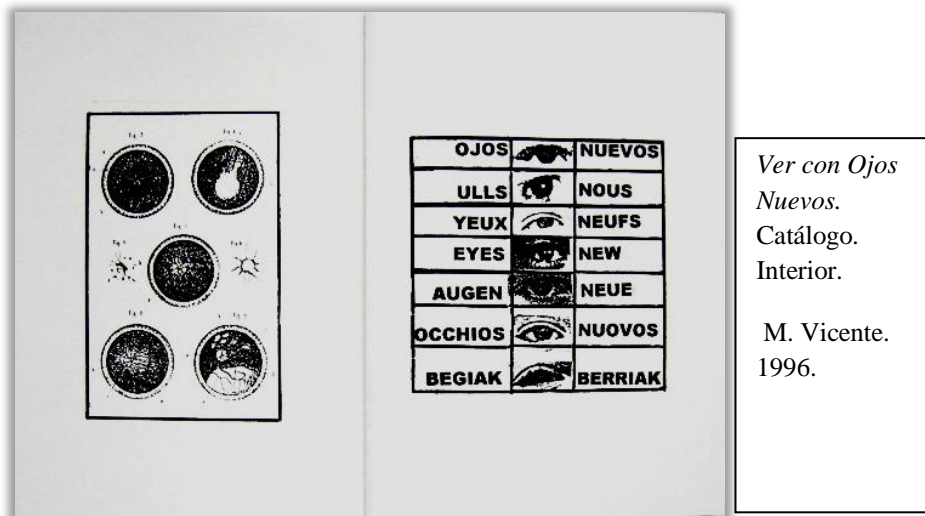 OJOS NUEVOS
ULLS NOUS
YEUX NEUFS
EYES NEW
AUGEN NEUE
OCCHIOS NUOVOS
BEGIAK BERRIAK
Ver con Ojos
Nuevos.
Catálogo.
Interior.
M. Vicente.
1996.